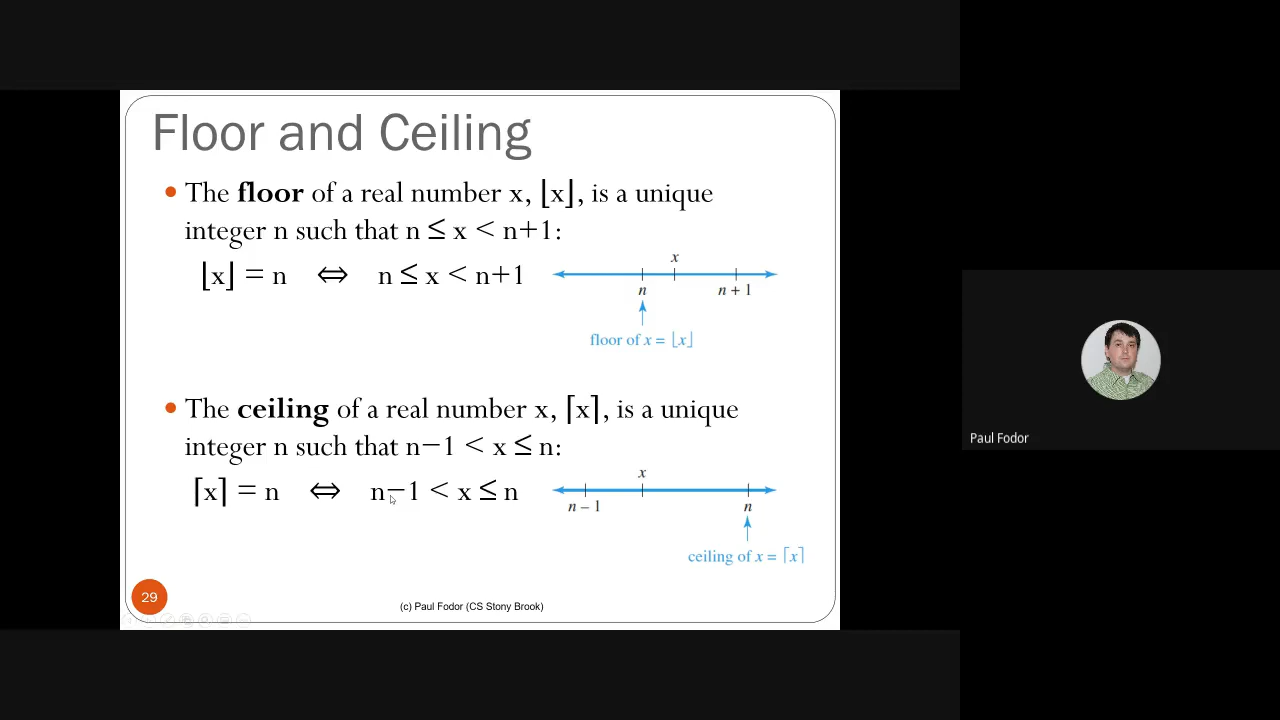 Floor and Ceiling
• The floor of a real number x, ⌊x⌋, is a unique
integer n such that n ≤ x < n+1:
⌊x⌋ = n ⇔ n ≤ x < n+1
x
n n + 1
floor of x = ⌊x⌋
• The ceiling of a real number x, ⌈x⌉, is a unique
integer n such that n−1 < x ≤ n:
⌈x⌉ = n ⇔ n−1 < x ≤ n
x
n – 1 n
ceiling of x = ⌈x⌉
29
(c) Paul Fodor (CS Stony Brook)
Paul Fodor